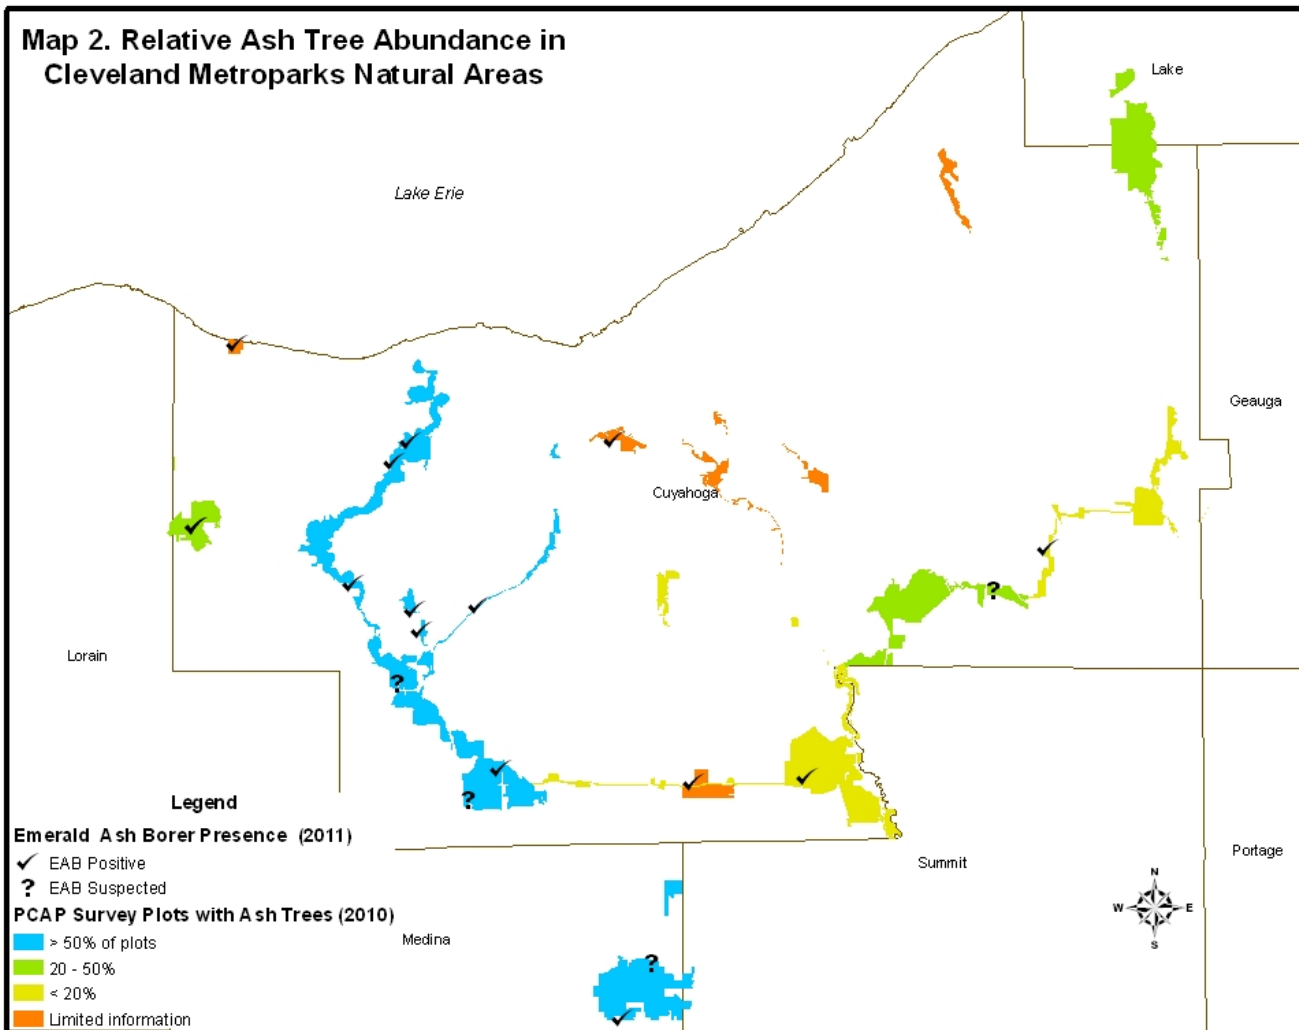 Map 2. Relative Ash Tree Abundance in
Cleveland Metroparks Natural Areas
Lake
Lake Erie
Geauga
Cuyahoga
Lorain
Legend
Emerald Ash Borer Presence (2011)
EAB Positive
? EAB Suspected
PCAP Survey Plots with Ash Trees (2010)
> 50% of plots
20 - 50%
< 20%
Limited information
Medina
Summit
Portage
N
W E
S
?
?
?
?